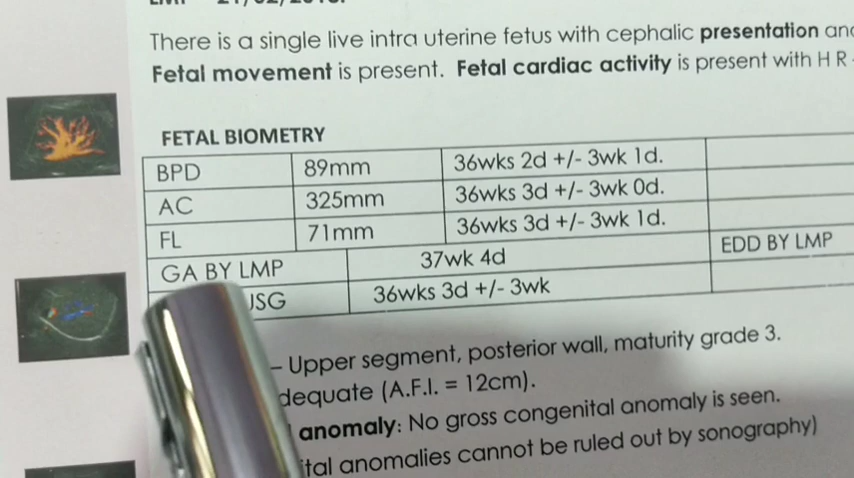 There is a single live intra uterine fetus with cephalic presentation and
Fetal movement is present. Fetal cardiac activity is present with H R
FETAL BIOMETRY
BPD 89mm 36wks 2d +/- 3wk 1d.
AC 325mm 36wks 3d +/- 3wk 0d.
FL 71mm 36wks 3d +/- 3wk 1d.
GA BY LMP 37wk 4d EDD BY LMP
USG 36wks 3d +/- 3wk
– Upper segment, posterior wall, maturity grade 3.
dequate (A.F.I. = 12cm).
anomaly: No gross congenital anomaly is seen.
ital anomalies cannot be ruled out by sonography)